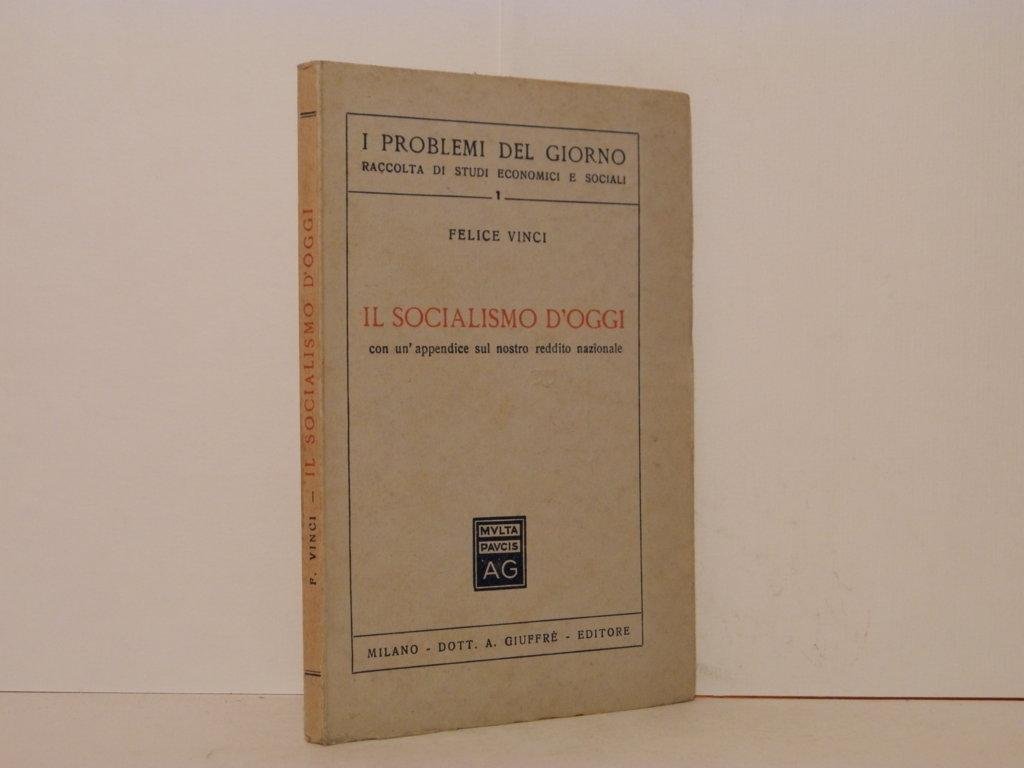 I PROBLEMI DEL GIORNO
RACCOLTA DI STUDI ECONOMICI E SOCIALI
1
FELICE VINCI
IL SOCIALISMO D'OGGI
con un' appendice sul nostro reddito nazionale
MVLTA
PAVCIS
AG
MILANO - DOTT. A. GIUFFRÈ - EDITORE
F. VINCI — IL SOCIALISMO D'OGGI